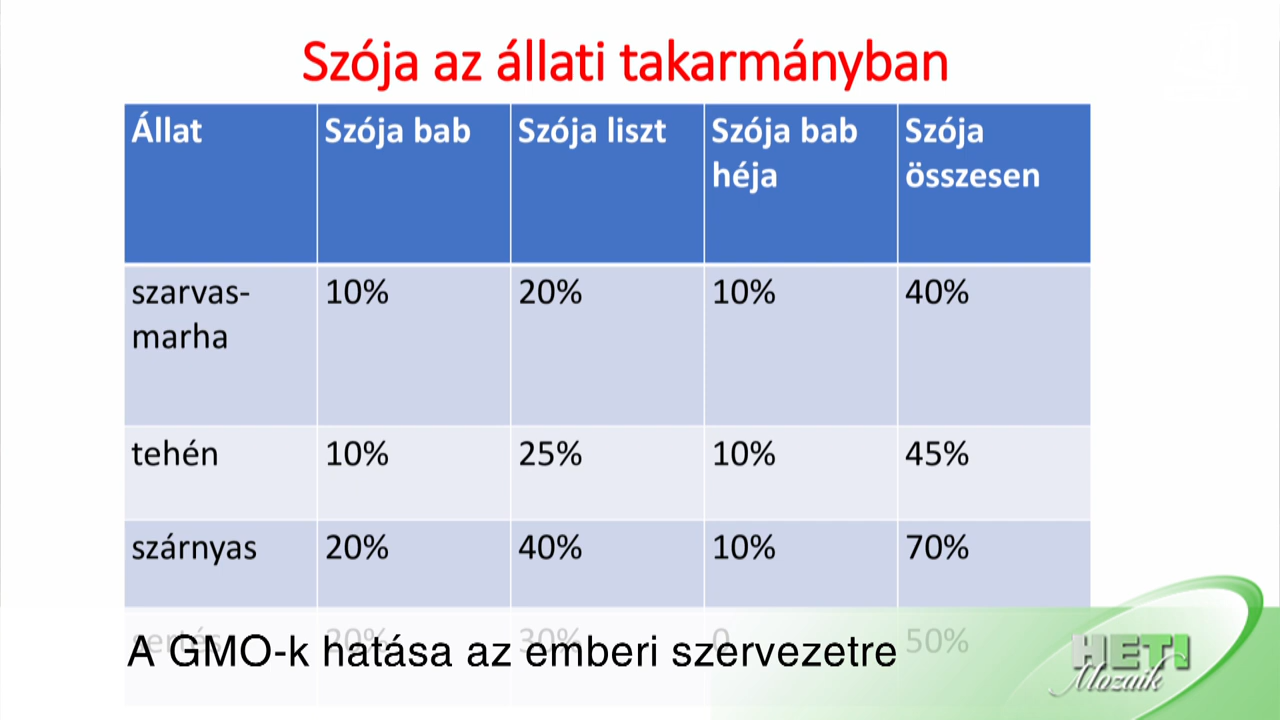 Szója az állati takarmányban
Állat Szója bab Szója liszt Szója bab héja Szója összesen
szarvas-
marha 10% 20% 10% 40%
tehén 10% 25% 10% 45%
szárnyas 20% 40% 10% 70%
sertés 20% 30% 0 50%
A GMO-k hatása az emberi szervezetre
HETI
Mozaik